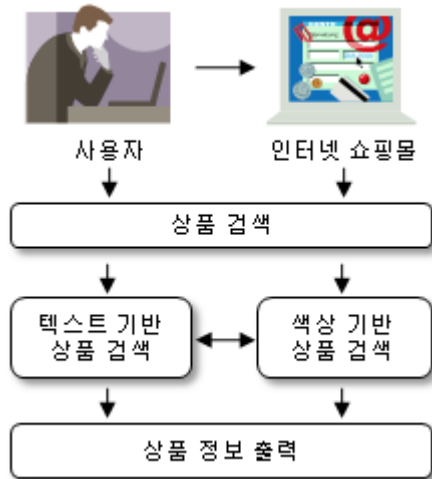 @
사용자
인터넷 쇼핑몰
상품 검색
텍스트 기반
상품 검색
색상 기반
상품 검색
상품 정보 출력